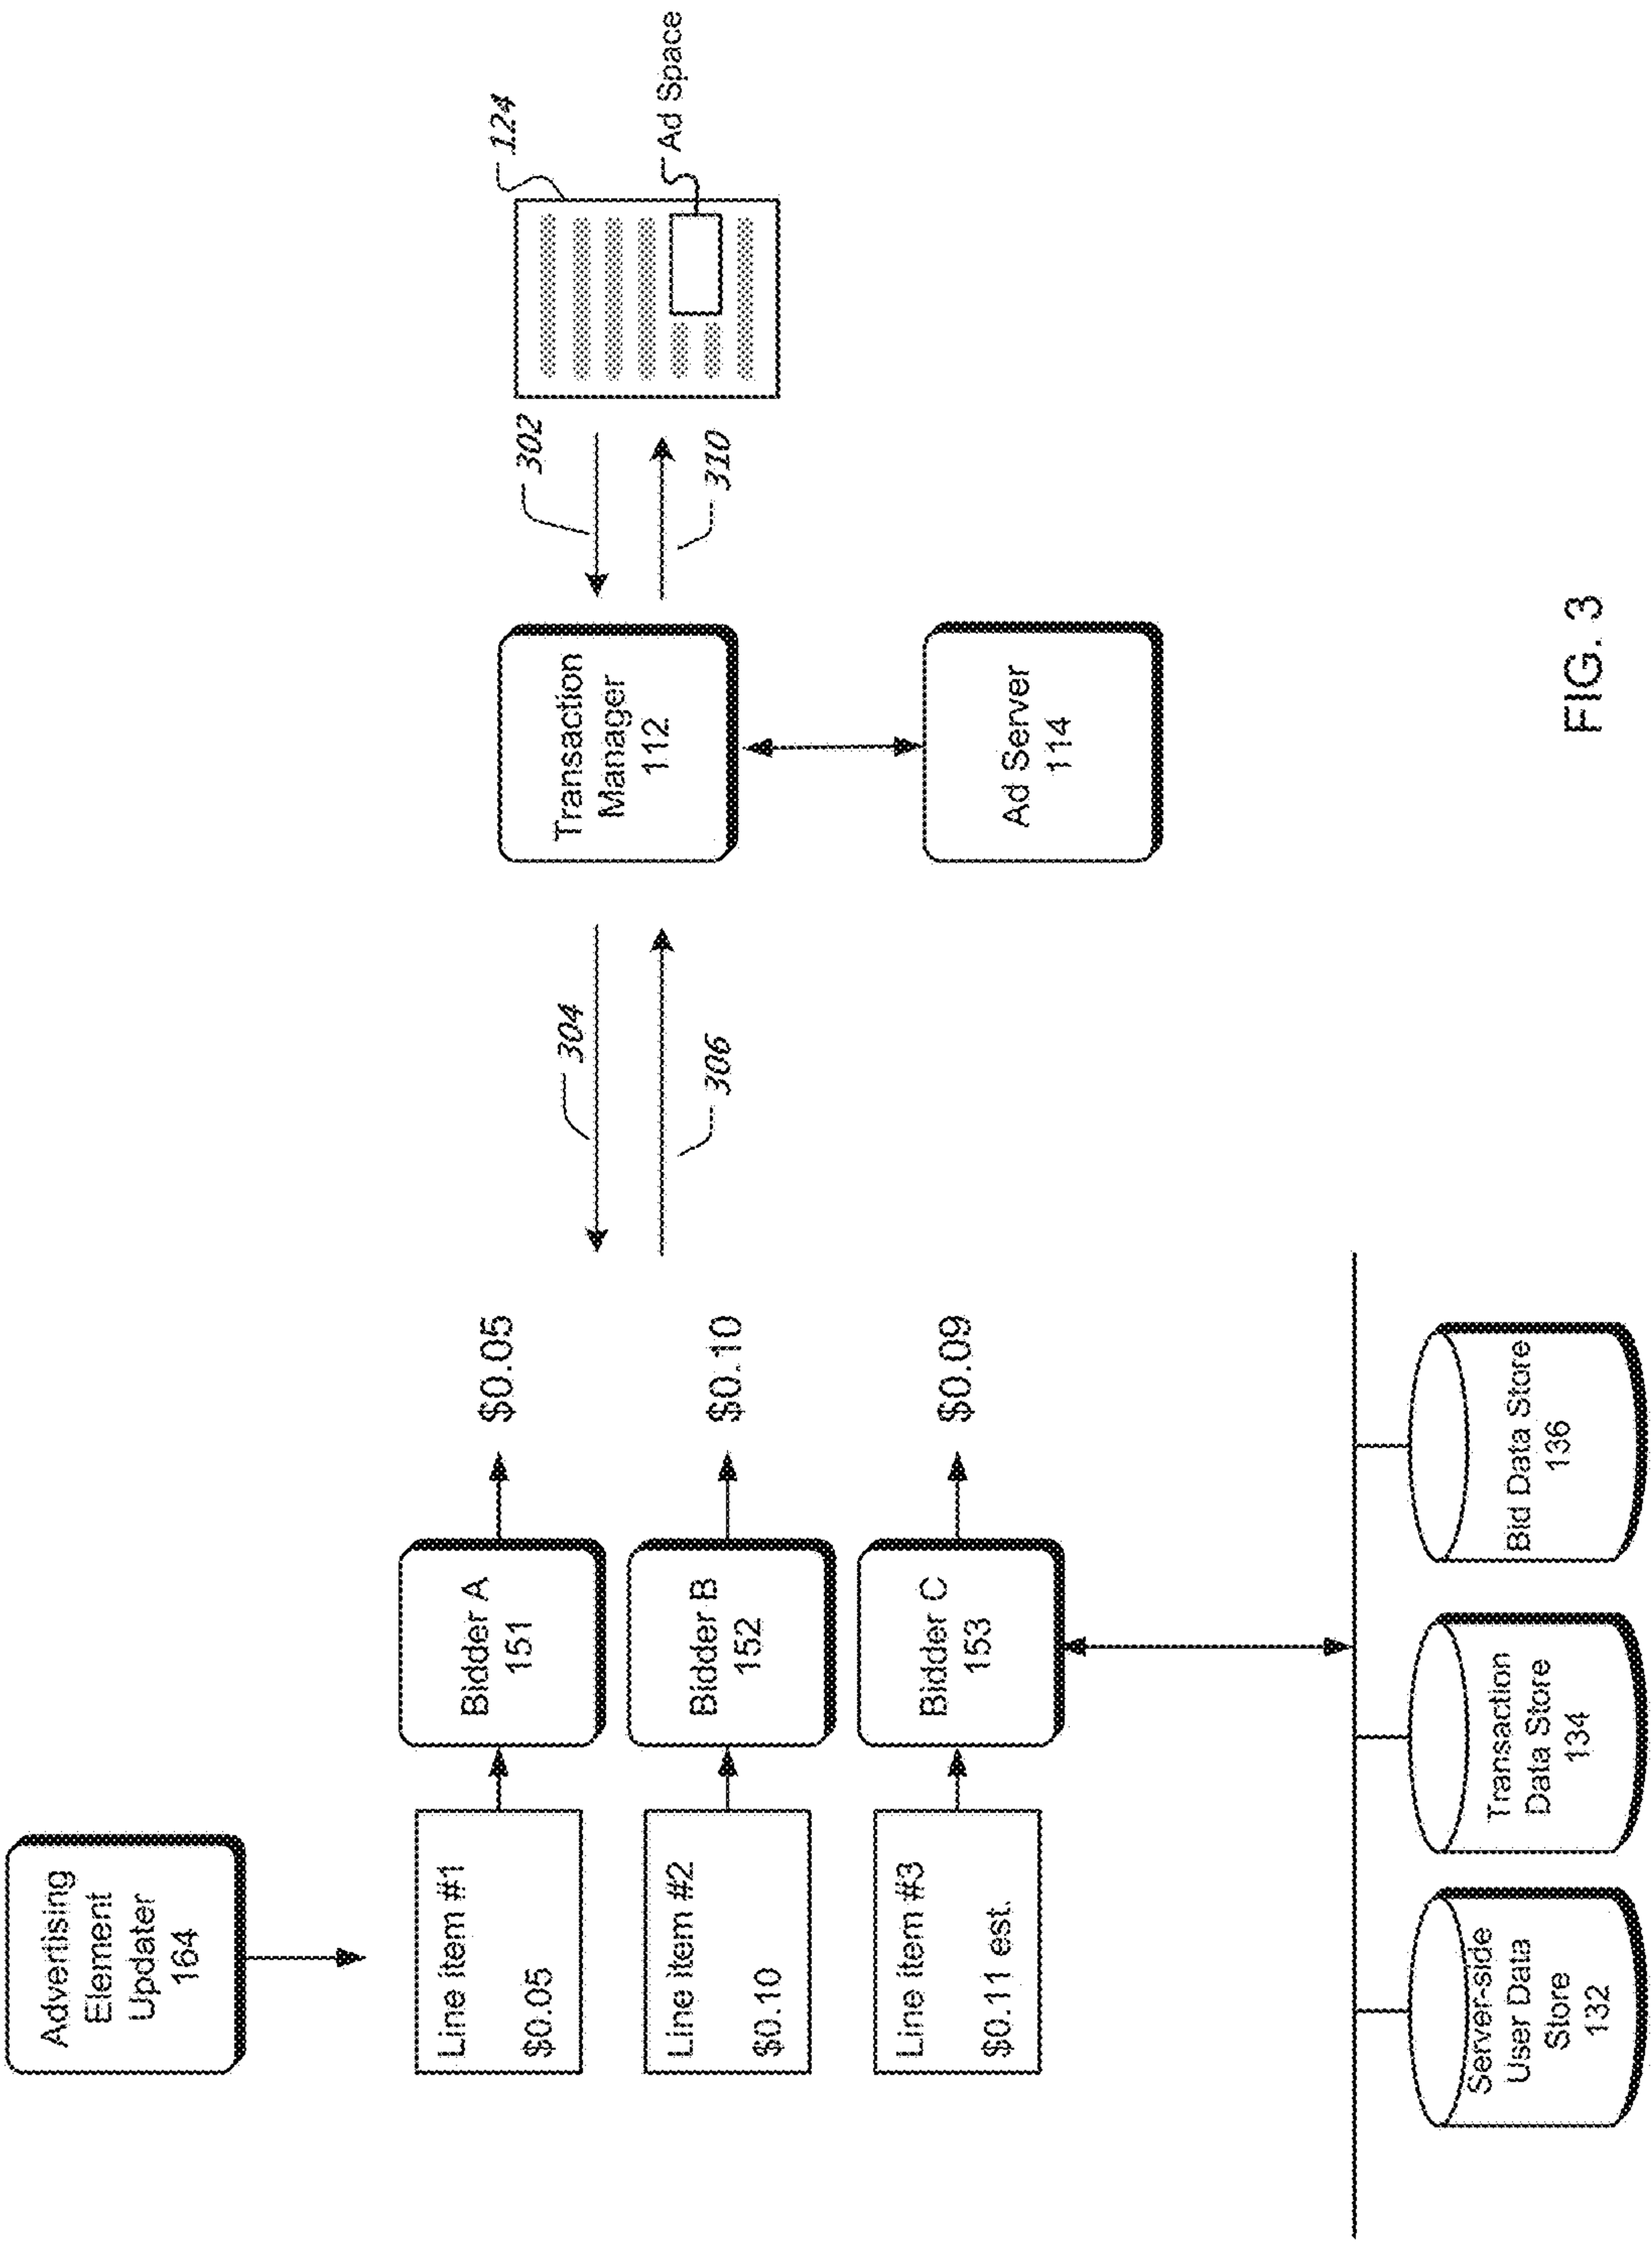 Advertising
Element
Updater
164
Line item #1
$0.05
Bidder A
151
$0.05
Line item #2
$0.10
Bidder B
152
$0.10
Line item #3
$0.11 est.
Bidder C
153
$0.09
304
306
Transaction
Manager
112
302
310
124
Ad Space
Ad Server
114
Server-side
User Data
Store
132
Transaction
Data Store
134
Bid Data Store
136
FIG. 3